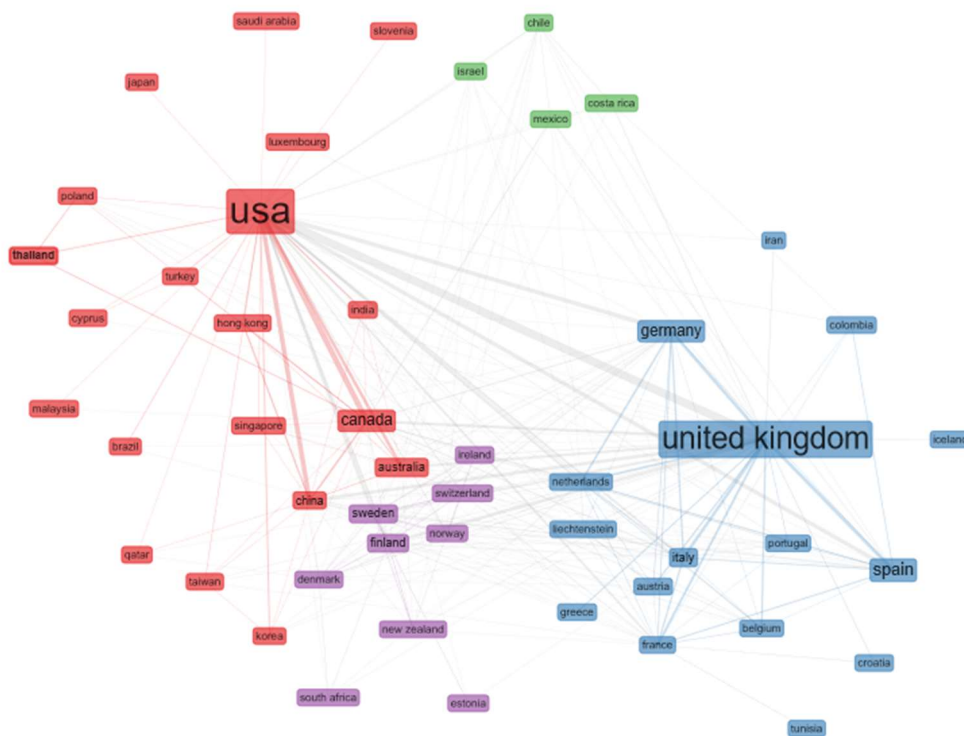 saudi arabia
chile
slovenia
israel
japan
costa rica
mexico
luxembourg
poland
usa
iran
thailand
turkey
india
cyprus
hong kong
germany
colombia
malaysia
canada
singapore
united kingdom
iceland
brazil
ireland
australia
netherlands
switzerland
china
sweden
liechtenstein
norway
finland
portugal
qatar
italy
spain
denmark
taiwan
austria
greece
new zealand
belgium
korea
france
croatia
south africa
estonia
tunisia